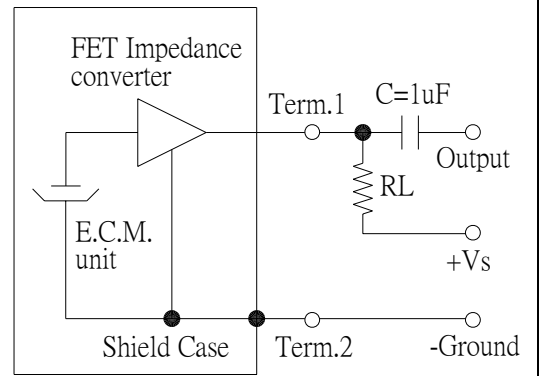 FET Impedance
converter
Term.1
C=1uF
Output
RL
+Vs
E.C.M.
unit
Shield Case
Term.2
-Ground